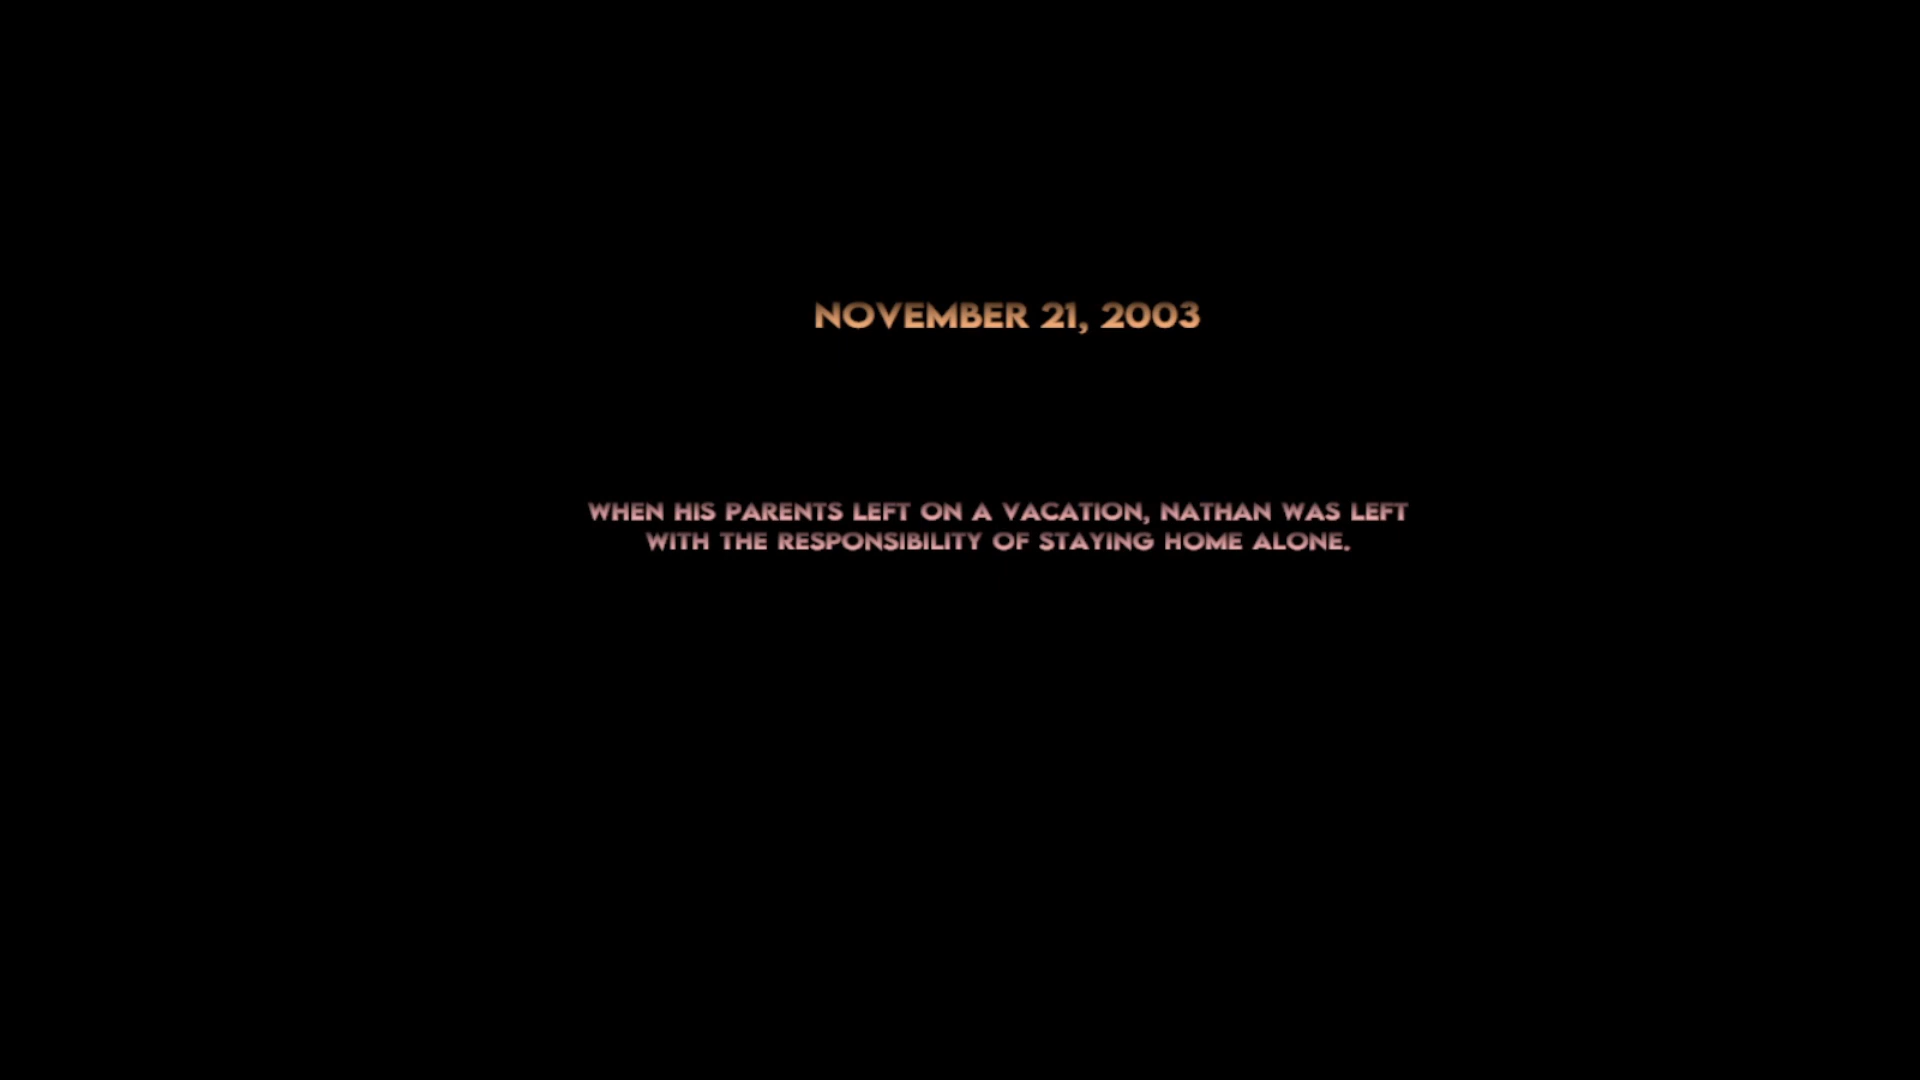 NOVEMBER 21, 2003
WHEN HIS PARENTS LEFT ON A VACATION, NATHAN WAS LEFT
WITH THE RESPONSIBILITY OF STAYING HOME ALONE.